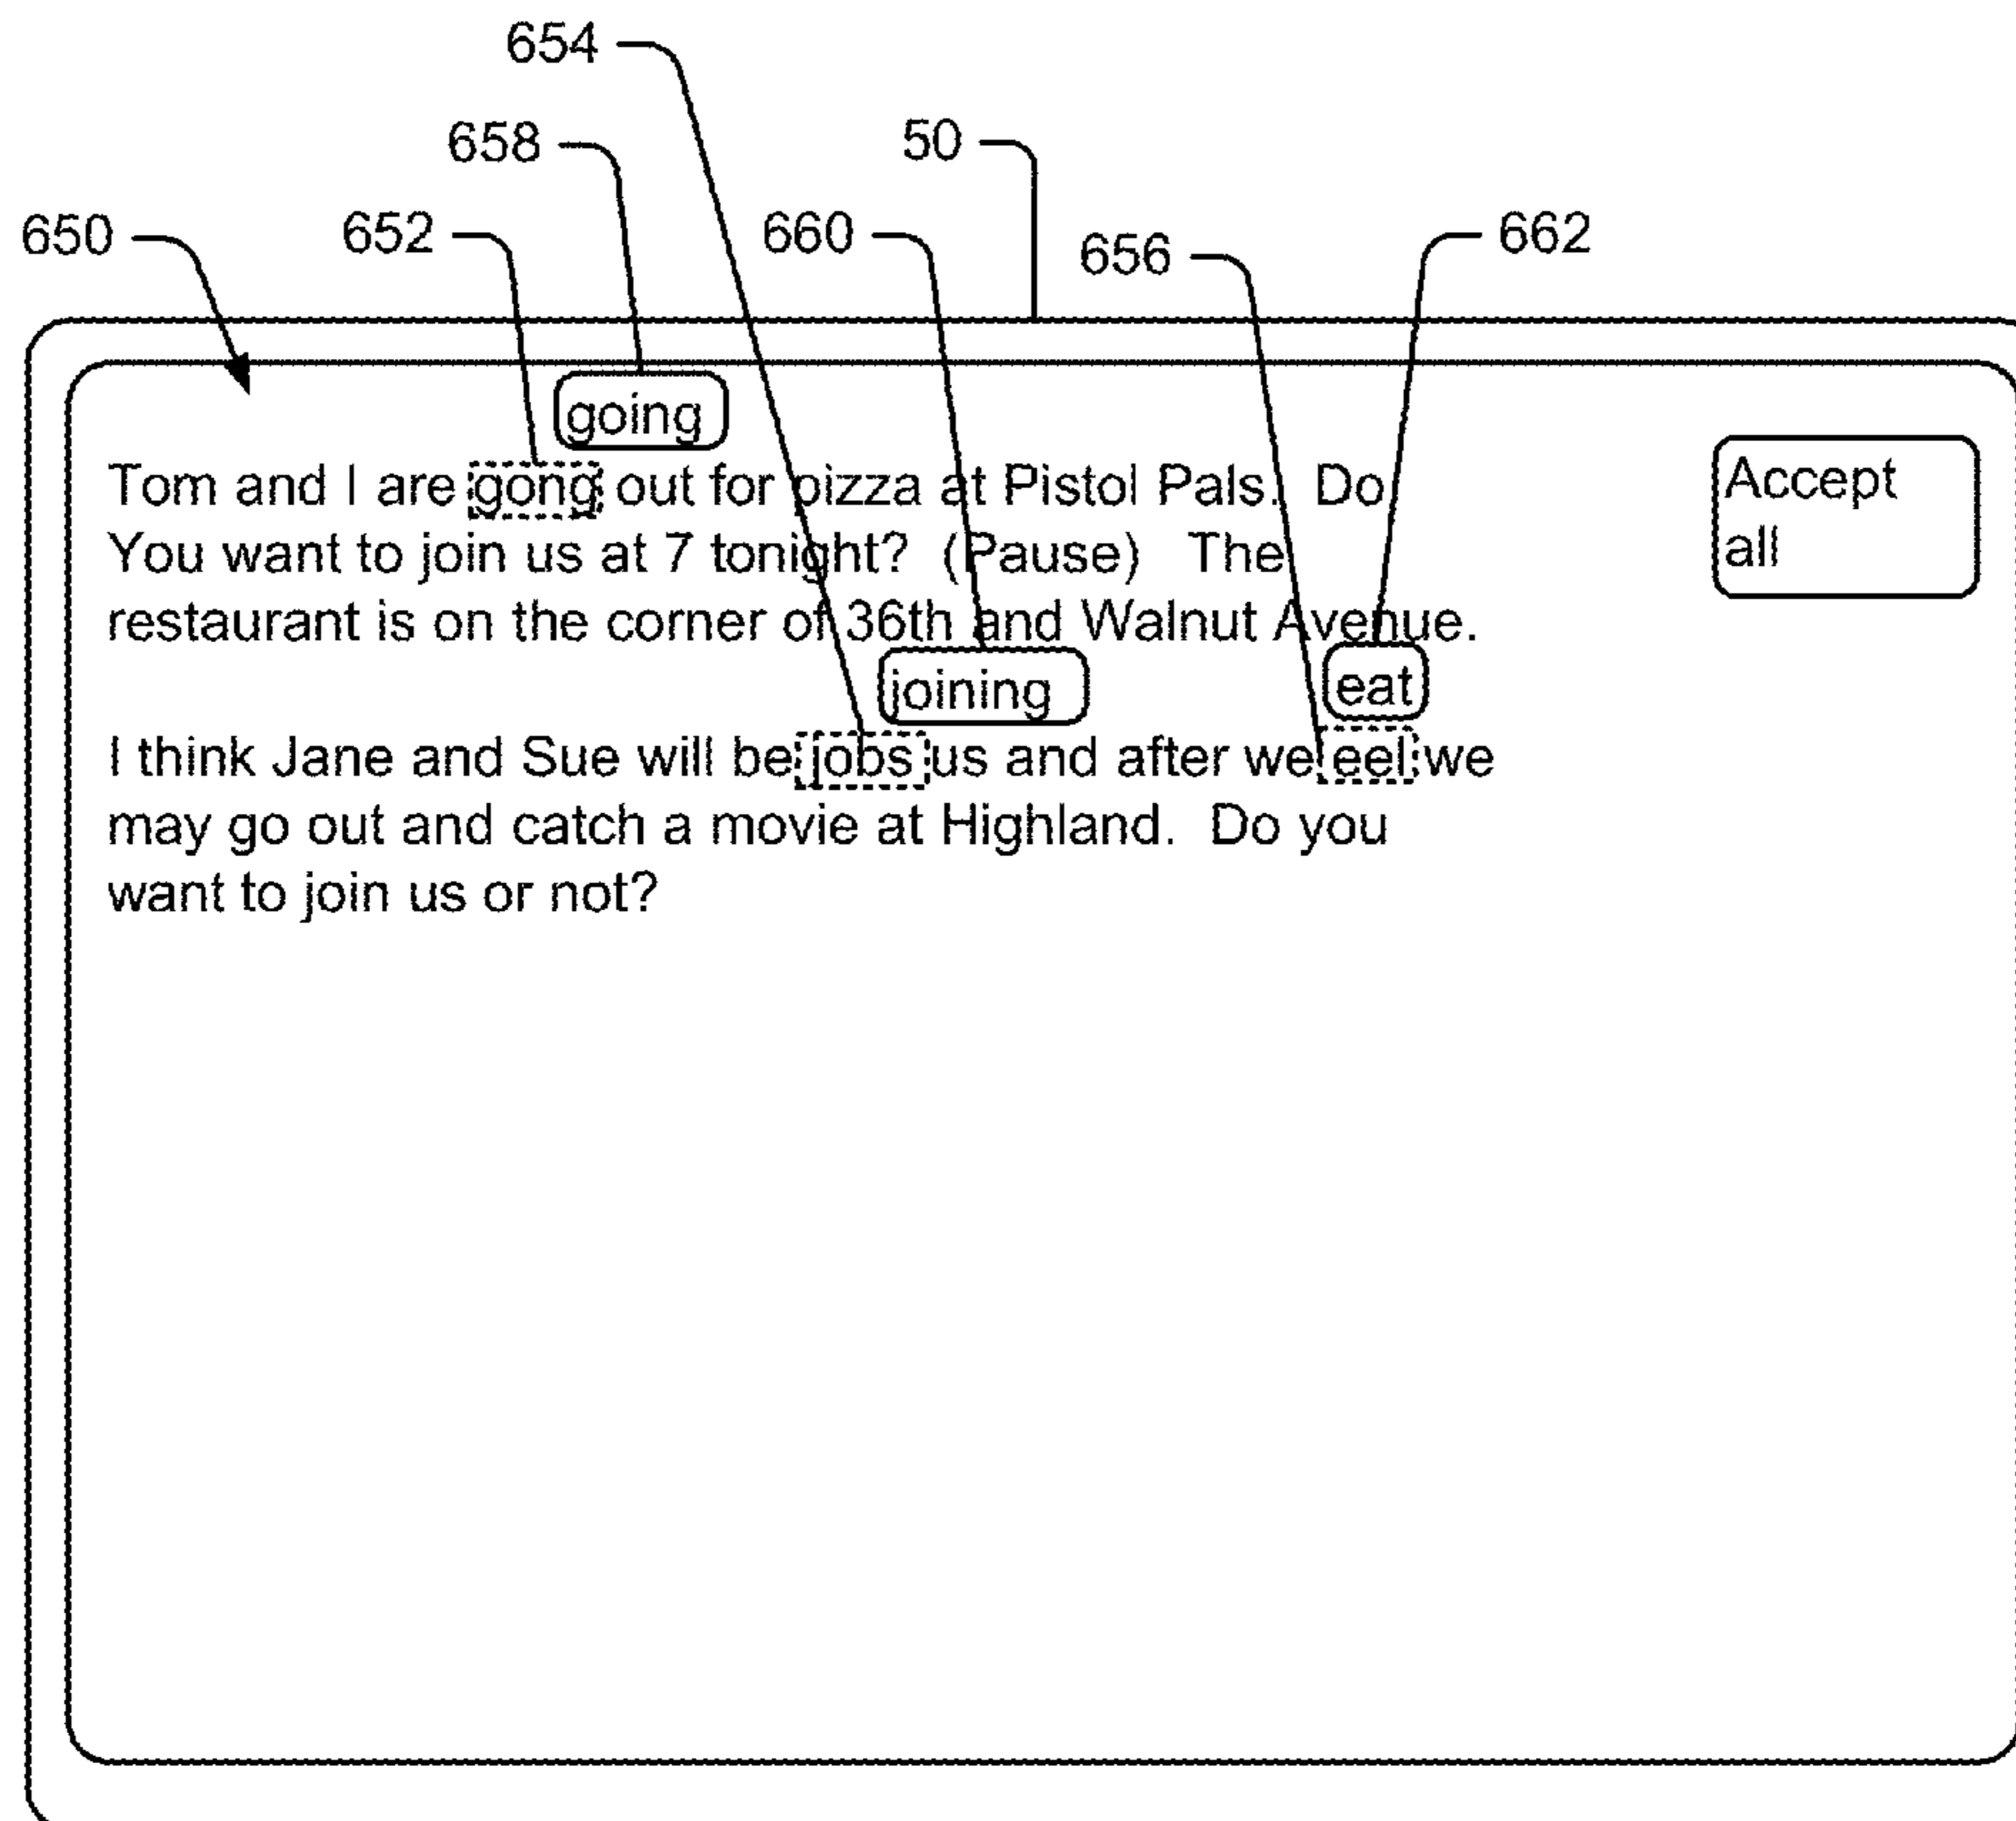 654
658
50
650
652
660
656
662
going
Tom and I are gong out for pizza at Pistol Pals.  Do
Accept
You want to join us at 7 tonight?  (Pause)  The
all
restaurant is on the corner of 36th and Walnut Avenue.
joining
eat
I think Jane and Sue will be jobs us and after we eel we
may go out and catch a movie at Highland.  Do you
want to join us or not?